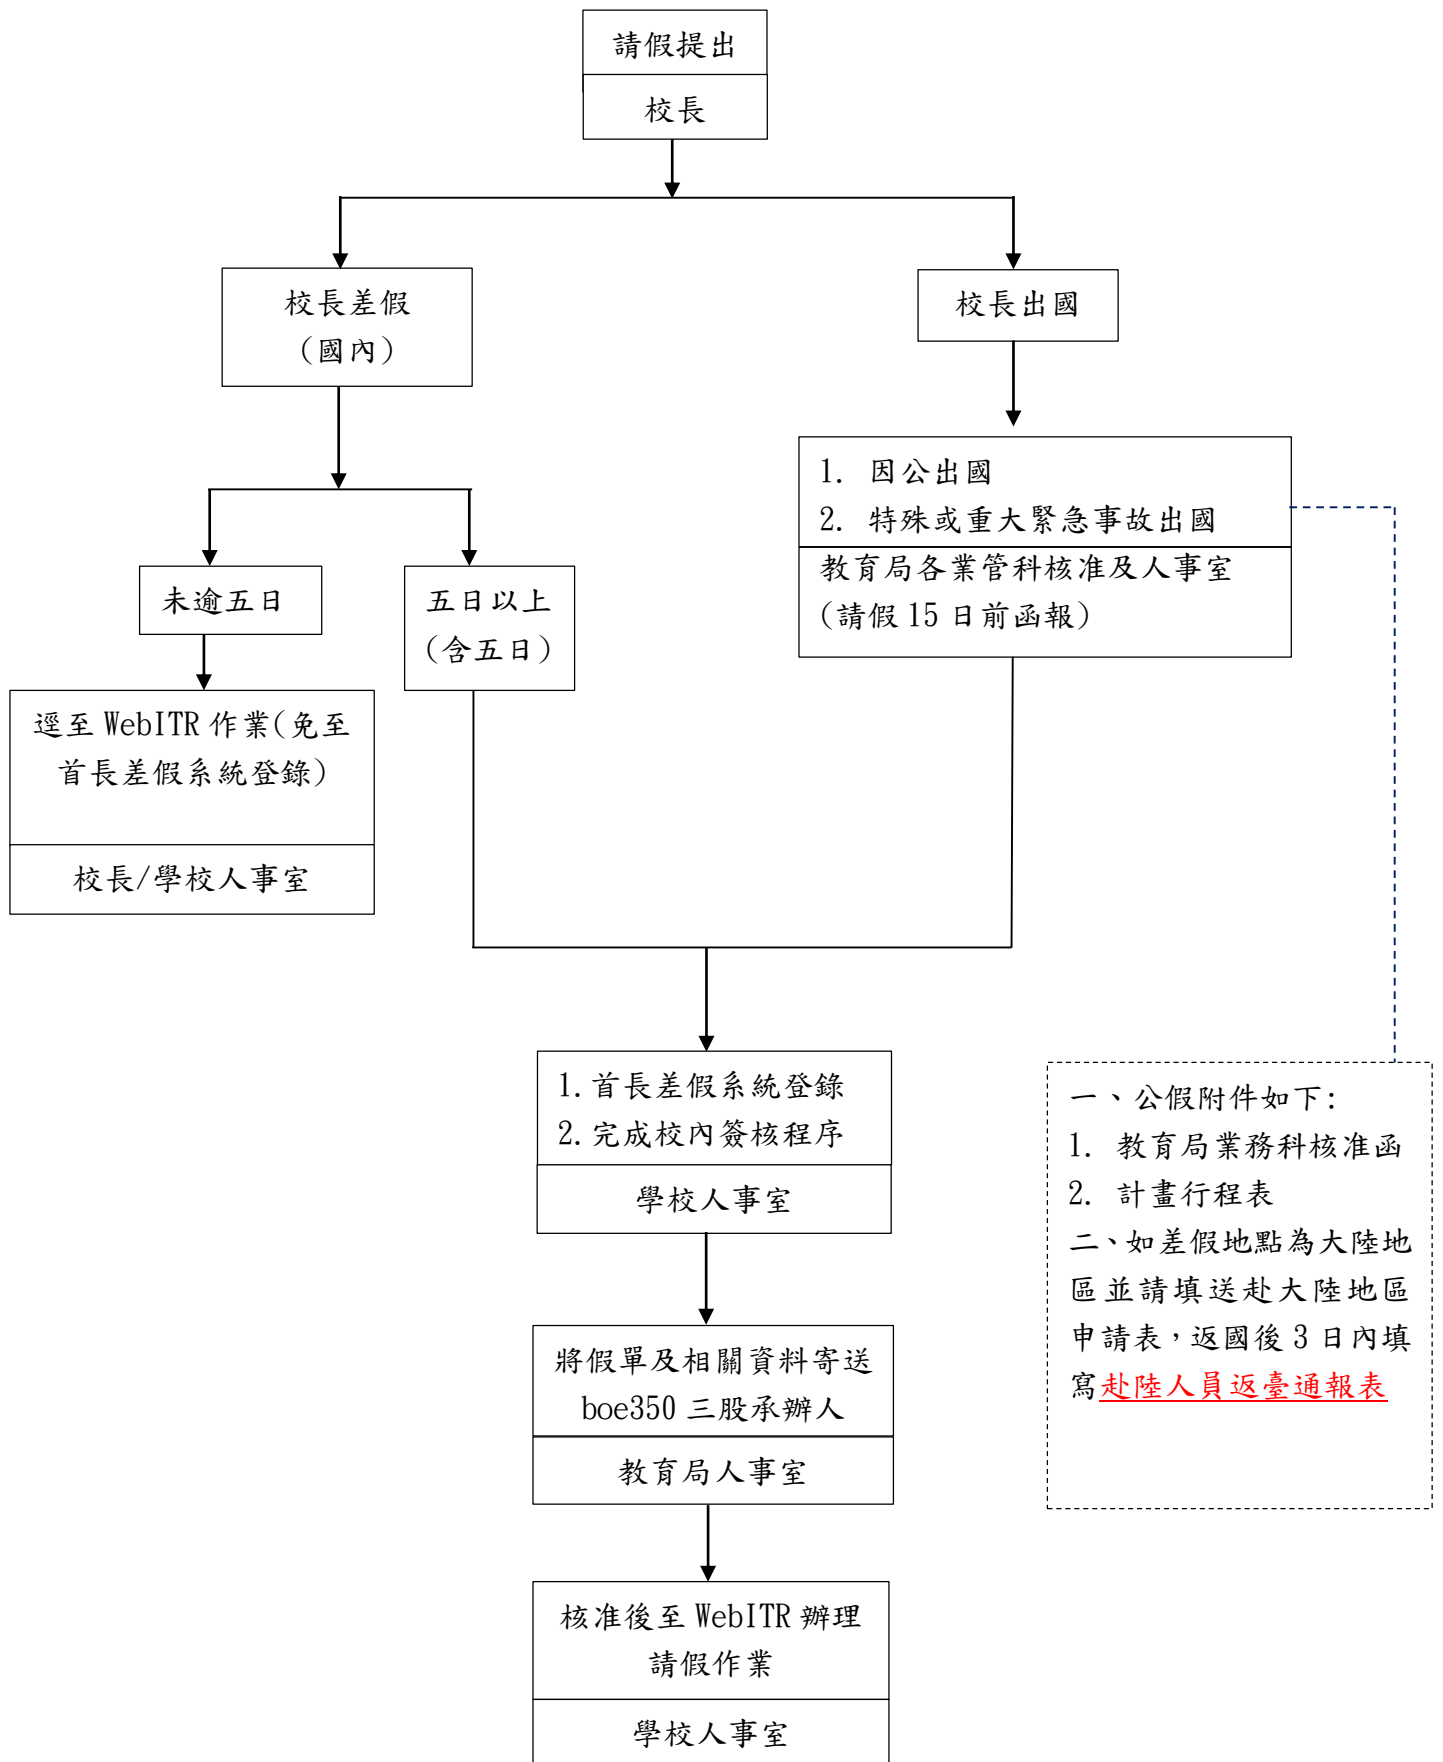 請假提出
校長
校長差假
(國內)
校長出國
1. 因公出國
2. 特殊或重大緊急事故出國
教育局各業管科核准及人事室
(請假15日前函報)
未逾五日
五日以上
(含五日)
逕至WebITR作業(免至
首長差假系統登錄)
校長/學校人事室
1.首長差假系統登錄
2.完成校內簽核程序
學校人事室
將假單及相關資料寄送
boe350三股承辦人
教育局人事室
核准後至WebITR辦理
請假作業
學校人事室
一、公假附件如下:
1. 教育局業務科核准函
2. 計畫行程表
二、如差假地點為大陸地
區並請填送赴大陸地區
申請表，返國後3日內填
寫赴陸人員返臺通報表